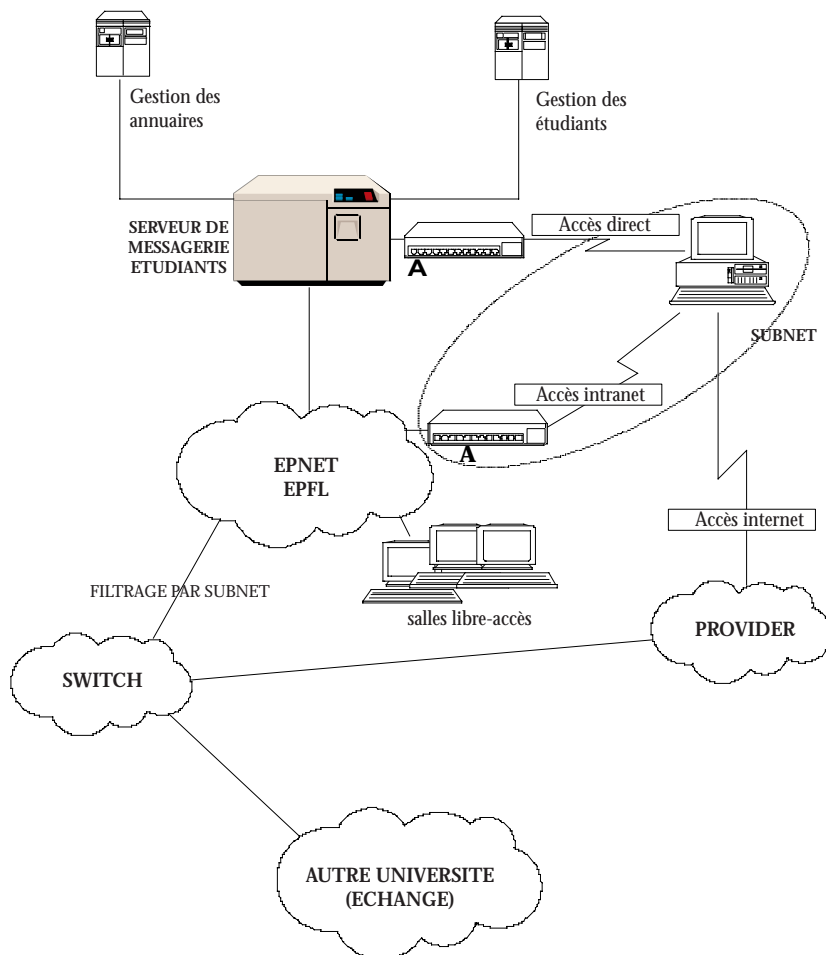 Gestion des
annuaires
Gestion des
étudiants
SERVEUR DE
MESSAGERIE
ETUDIANTS
A
Accès direct
SUBNET
Accès intranet
A
EPNET
EPFL
Accès internet
FILTRAGE PAR SUBNET
salles libre-accès
PROVIDER
SWITCH
AUTRE UNIVERSITE
(ECHANGE)